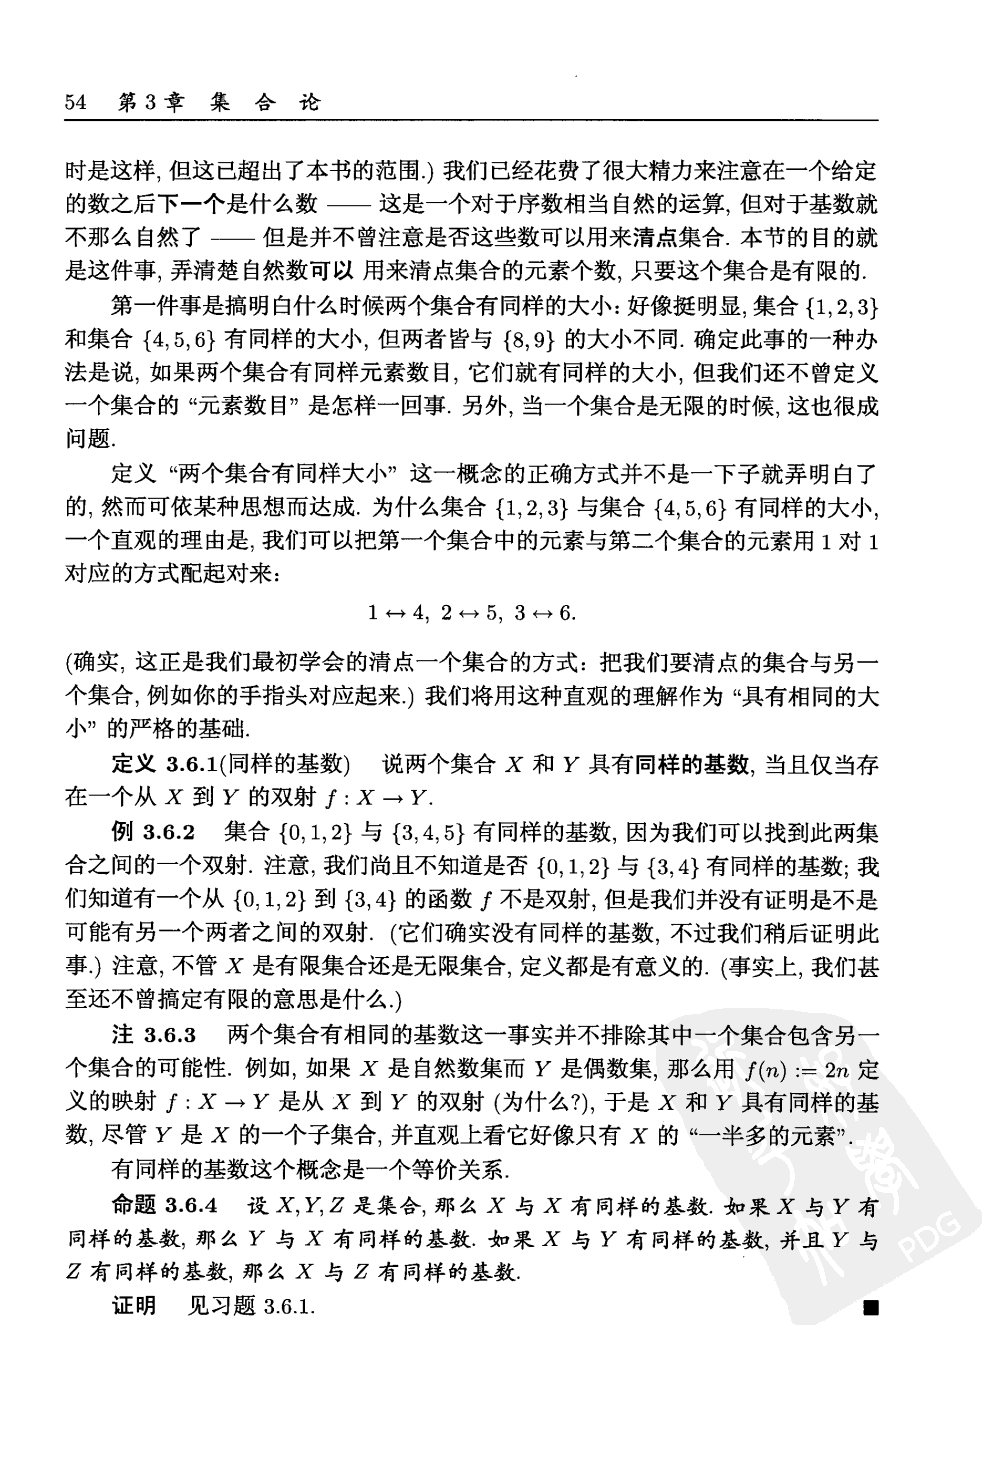 54 第 3 章 集 合 论
时是这样, 但这已超出了本书的范围.) 我们已经花费了很大精力来注意在一个给定
的数之后下一个是什么数 —— 这是一个对于序数相当自然的运算, 但对于基数就
不那么自然了 —— 但是并不曾注意是否这些数可以用来清点集合. 本节的目的就
是这件事, 弄清楚自然数可以 用来清点集合的元素个数, 只要这个集合是有限的.
第一件事是搞明白什么时候两个集合有同样的大小: 好像挺明显, 集合 {1,2,3}
和集合 {4,5,6} 有同样的大小, 但两者皆与 {8,9} 的大小不同. 确定此事的一种办
法是说, 如果两个集合有同样元素数目, 它们就有同样的大小, 但我们还不曾定义
一个集合的 “元素数目” 是怎样一回事. 另外, 当一个集合是无限的时候, 这也很成
问题.
定义 “两个集合有同样大小” 这一概念的正确方式并不是一下子就弄明白了
的, 然而可依某种思想而达成. 为什么集合 {1,2,3} 与集合 {4,5,6} 有同样的大小,
一个直观的理由是, 我们可以把第一个集合中的元素与第二个集合的元素用 1 对 1
对应的方式配起对来:
1 ↔ 4, 2 ↔ 5, 3 ↔ 6.
(确实, 这正是我们最初学会的清点一个集合的方式: 把我们要清点的集合与另一
个集合, 例如你的手指头对应起来.) 我们将用这种直观的理解作为 “具有相同的大
小” 的严格的基础.
定义 3.6.1(同样的基数) 说两个集合 X 和 Y 具有同样的基数, 当且仅当存
在一个从 X 到 Y 的双射 f : X → Y.
例 3.6.2 集合 {0,1,2} 与 {3,4,5} 有同样的基数, 因为我们可以找到此两集
合之间的一个双射. 注意, 我们尚且不知道是否 {0,1,2} 与 {3,4} 有同样的基数; 我
们知道有一个从 {0,1,2} 到 {3,4} 的函数 f 不是双射, 但是我们并没有证明是不是
可能有另一个两者之间的双射. (它们确实没有同样的基数, 不过我们稍后证明此
事.) 注意, 不管 X 是有限集合还是无限集合, 定义都是有意义的. (事实上, 我们甚
至还不曾搞定有限的意思是什么.)
注 3.6.3 两个集合有相同的基数这一事实并不排除其中一个集合包含另一
个集合的可能性. 例如, 如果 X 是自然数集而 Y 是偶数集, 那么用 f(n) := 2n 定
义的映射 f : X → Y 是从 X 到 Y 的双射 (为什么?), 于是 X 和 Y 具有同样的基
数, 尽管 Y 是 X 的一个子集合, 并直观上看它好像只有 X 的 “一半多的元素”.
有同样的基数这个概念是一个等价关系.
命题 3.6.4 设 X,Y,Z 是集合, 那么 X 与 X 有同样的基数. 如果 X 与 Y 有
同样的基数, 那么 Y 与 X 有同样的基数. 如果 X 与 Y 有同样的基数, 并且 Y 与
Z 有同样的基数, 那么 X 与 Z 有同样的基数.
证明 见习题 3.6.1. ■
PDG